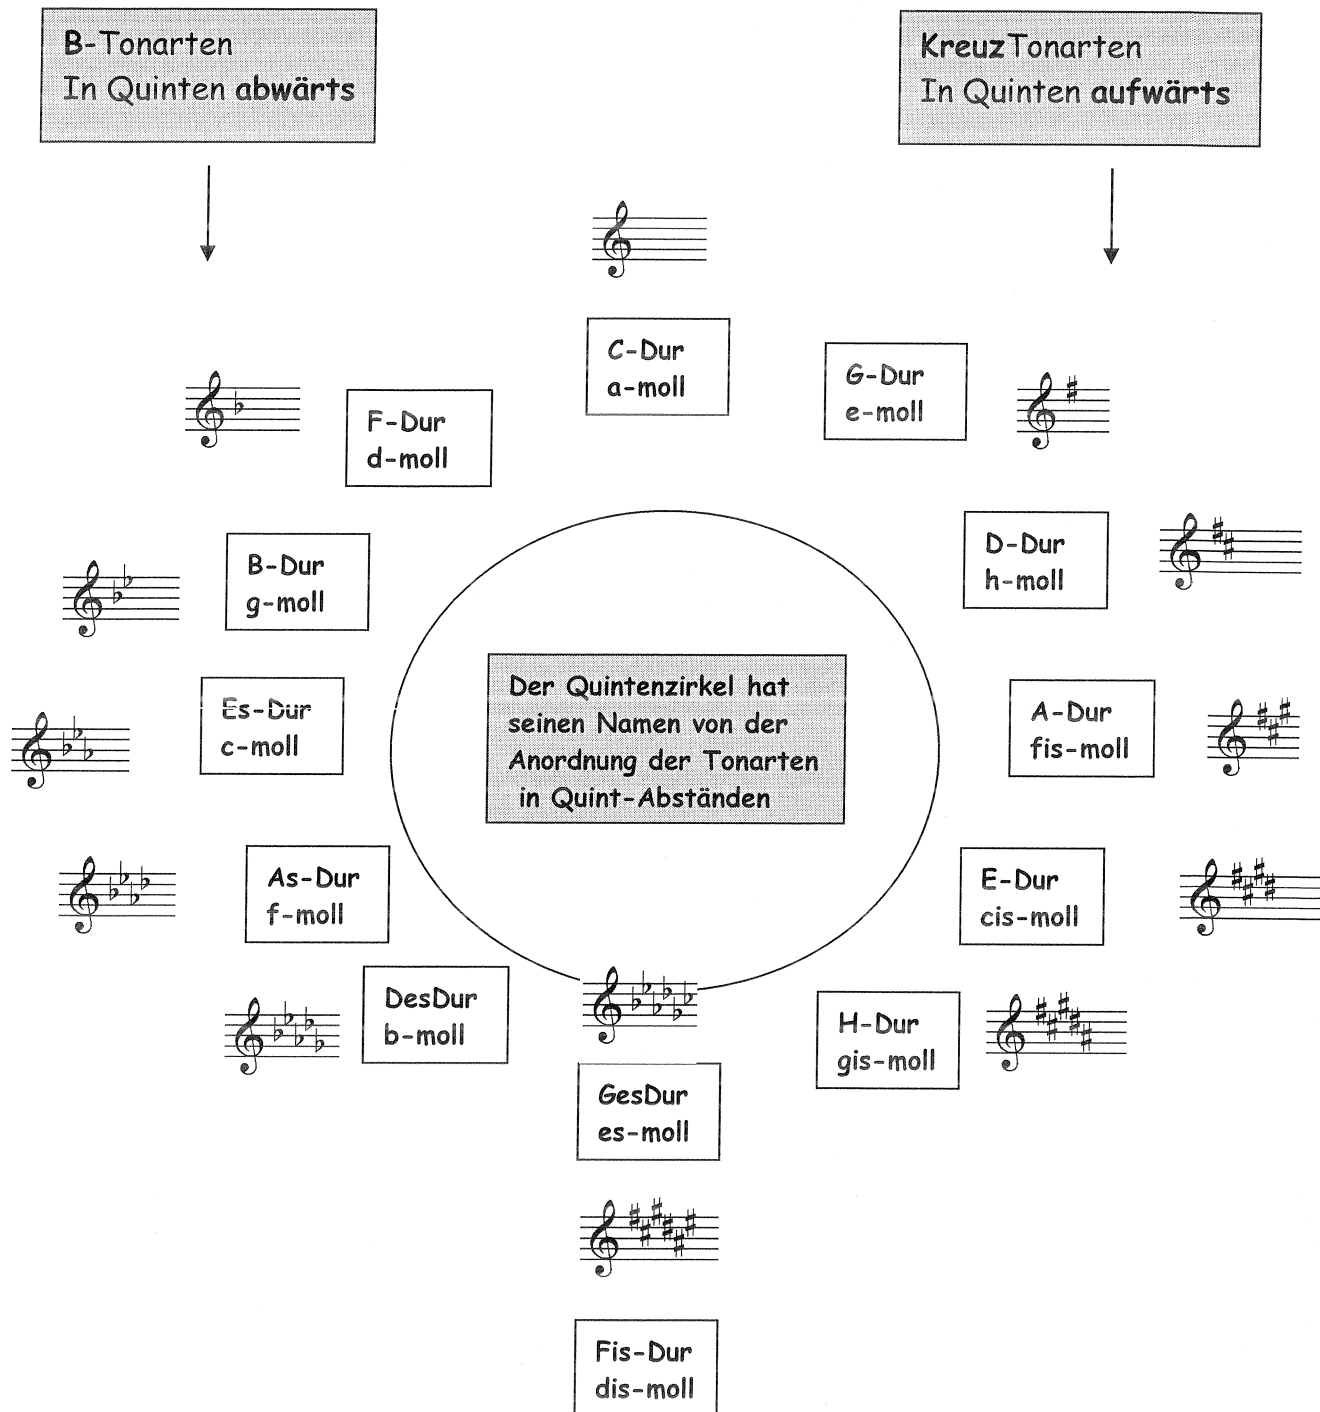 B-Tonarten
In Quinten abwärts
KreuzTonarten
In Quinten aufwärts
C-Dur
a-moll
G-Dur
e-moll
F-Dur
d-moll
D-Dur
h-moll
B-Dur
g-moll
A-Dur
fis-moll
Es-Dur
c-moll
Der Quintenzirkel hat
seinen Namen von der
Anordnung der Tonarten
in Quint-Abständen
E-Dur
cis-moll
As-Dur
f-moll
DesDur
b-moll
H-Dur
gis-moll
GesDur
es-moll
Fis-Dur
dis-moll